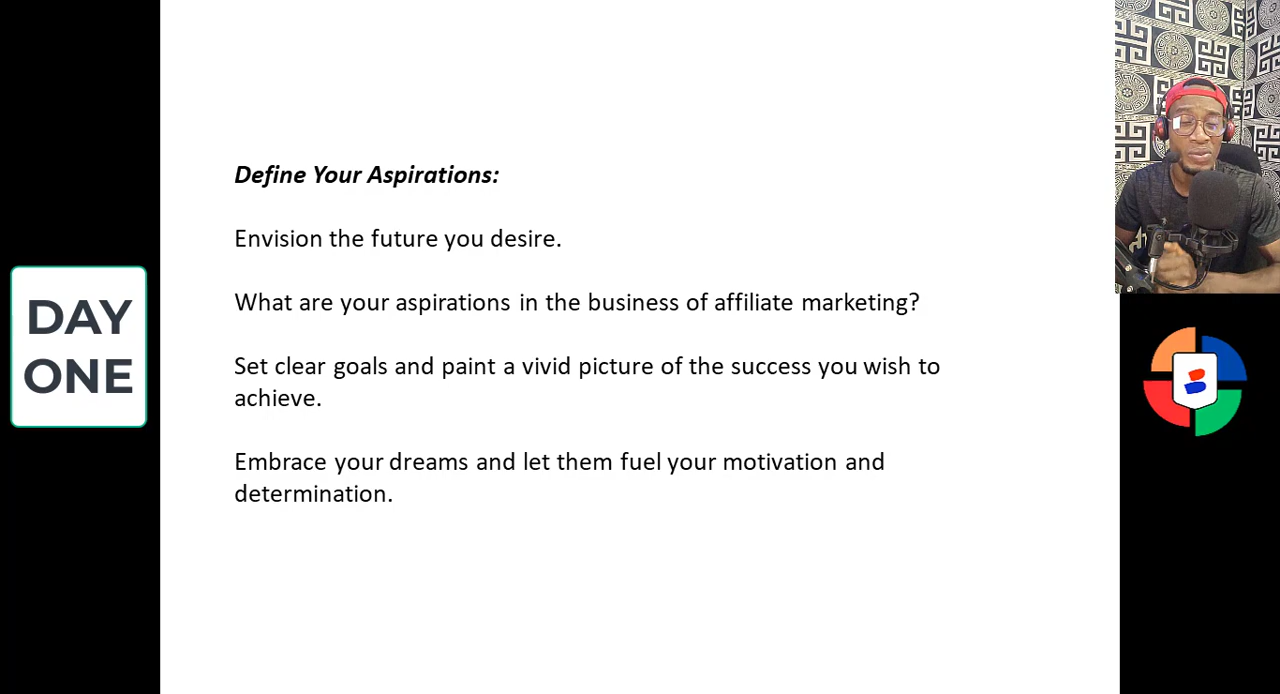 DAY
ONE
Define Your Aspirations:
Envision the future you desire.
What are your aspirations in the business of affiliate marketing?
Set clear goals and paint a vivid picture of the success you wish to
achieve.
Embrace your dreams and let them fuel your motivation and
determination.